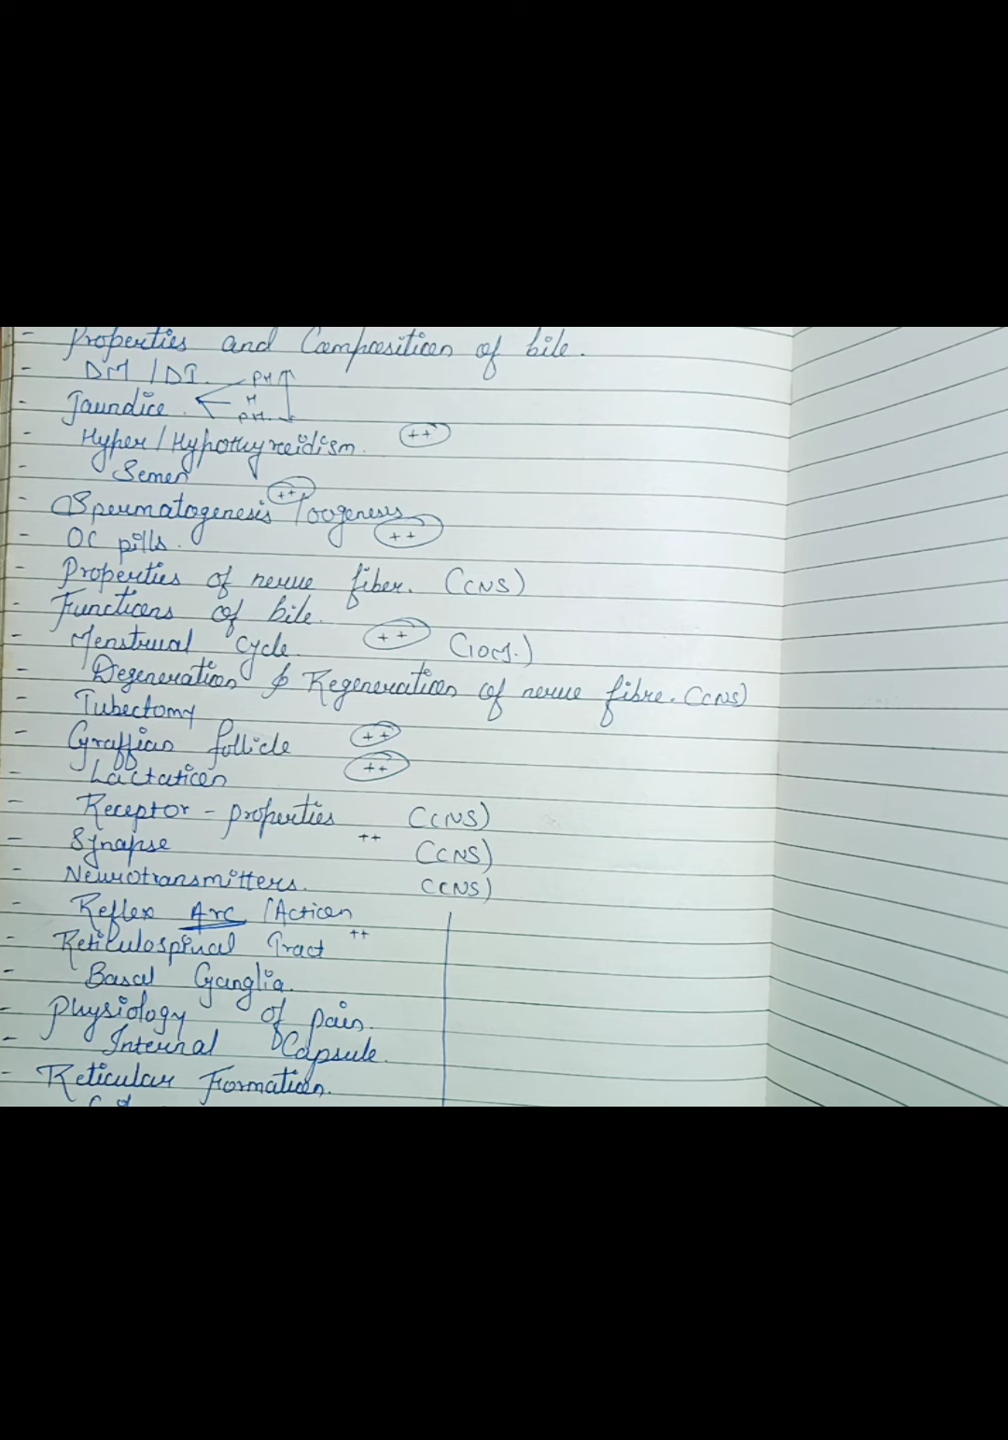 - Properties and Composition of bile.
- DM / DI.
- Jaundice. PH H PH
- Hyper / Hypothyroidism. ++
- Semen
- Spermatogenesis / oogenesis ++
- OC pills. ++
- Properties of nerve fiber. (CNS)
- Functions of bile.
- Menstrual cycle. ++ (10M.)
- Degeneration & Regeneration of nerve fibre. (CNS)
- Tubectomy
- Graffian follicle ++
- Lactation ++
- Receptor - properties (CNS)
- Synapse ++ (CNS)
- Neurotransmitters. (CNS)
- Reflex Arc / Action
- Reticulospinal Tract ++
- Basal Ganglia.
- Physiology of pain.
- Internal Capsule.
- Reticular Formation.